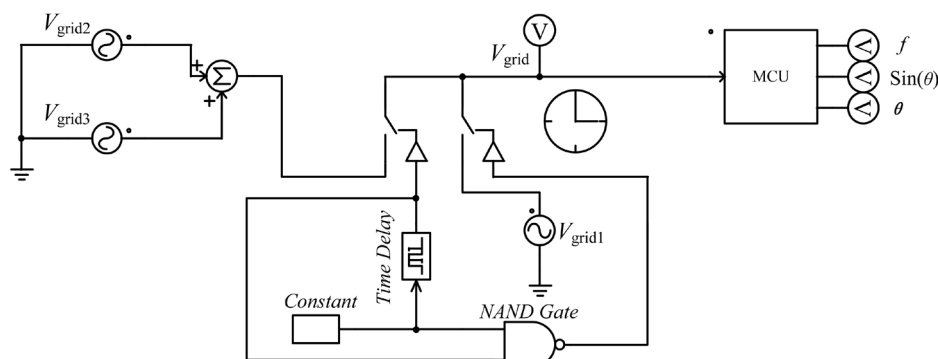 V_grid2
V_grid3
+
+
Σ
V_grid
V
MCU
V
f
V
Sin(θ)
V
θ
Time Delay
V_grid1
Constant
NAND Gate